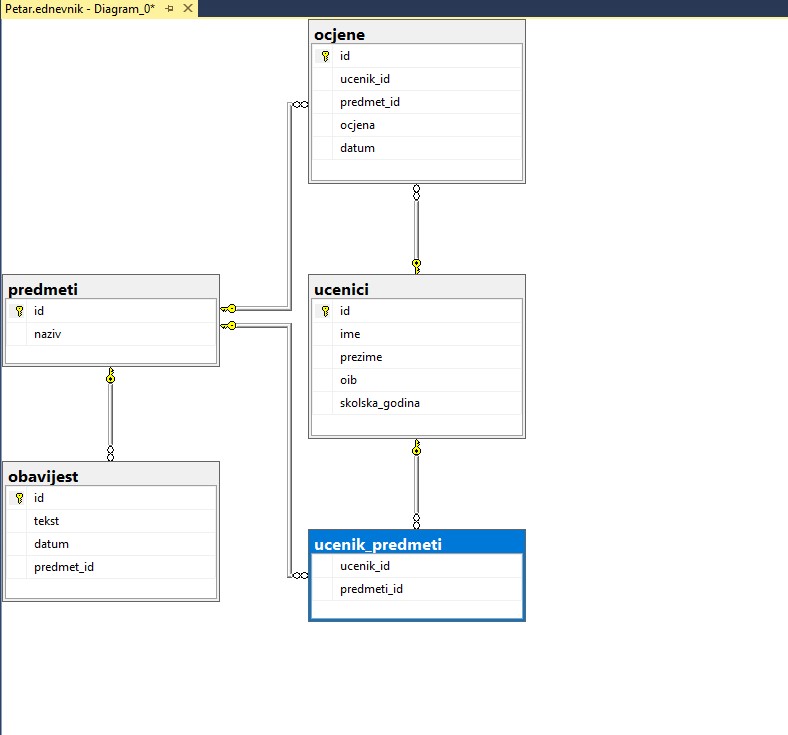 Petar.ednevnik - Diagram_0*
ocjene
id
ucenik_id
predmet_id
ocjena
datum
predmeti
id
naziv
ucenici
id
ime
prezime
oib
skolska_godina
obavijest
id
tekst
datum
predmet_id
ucenik_predmeti
ucenik_id
predmeti_id